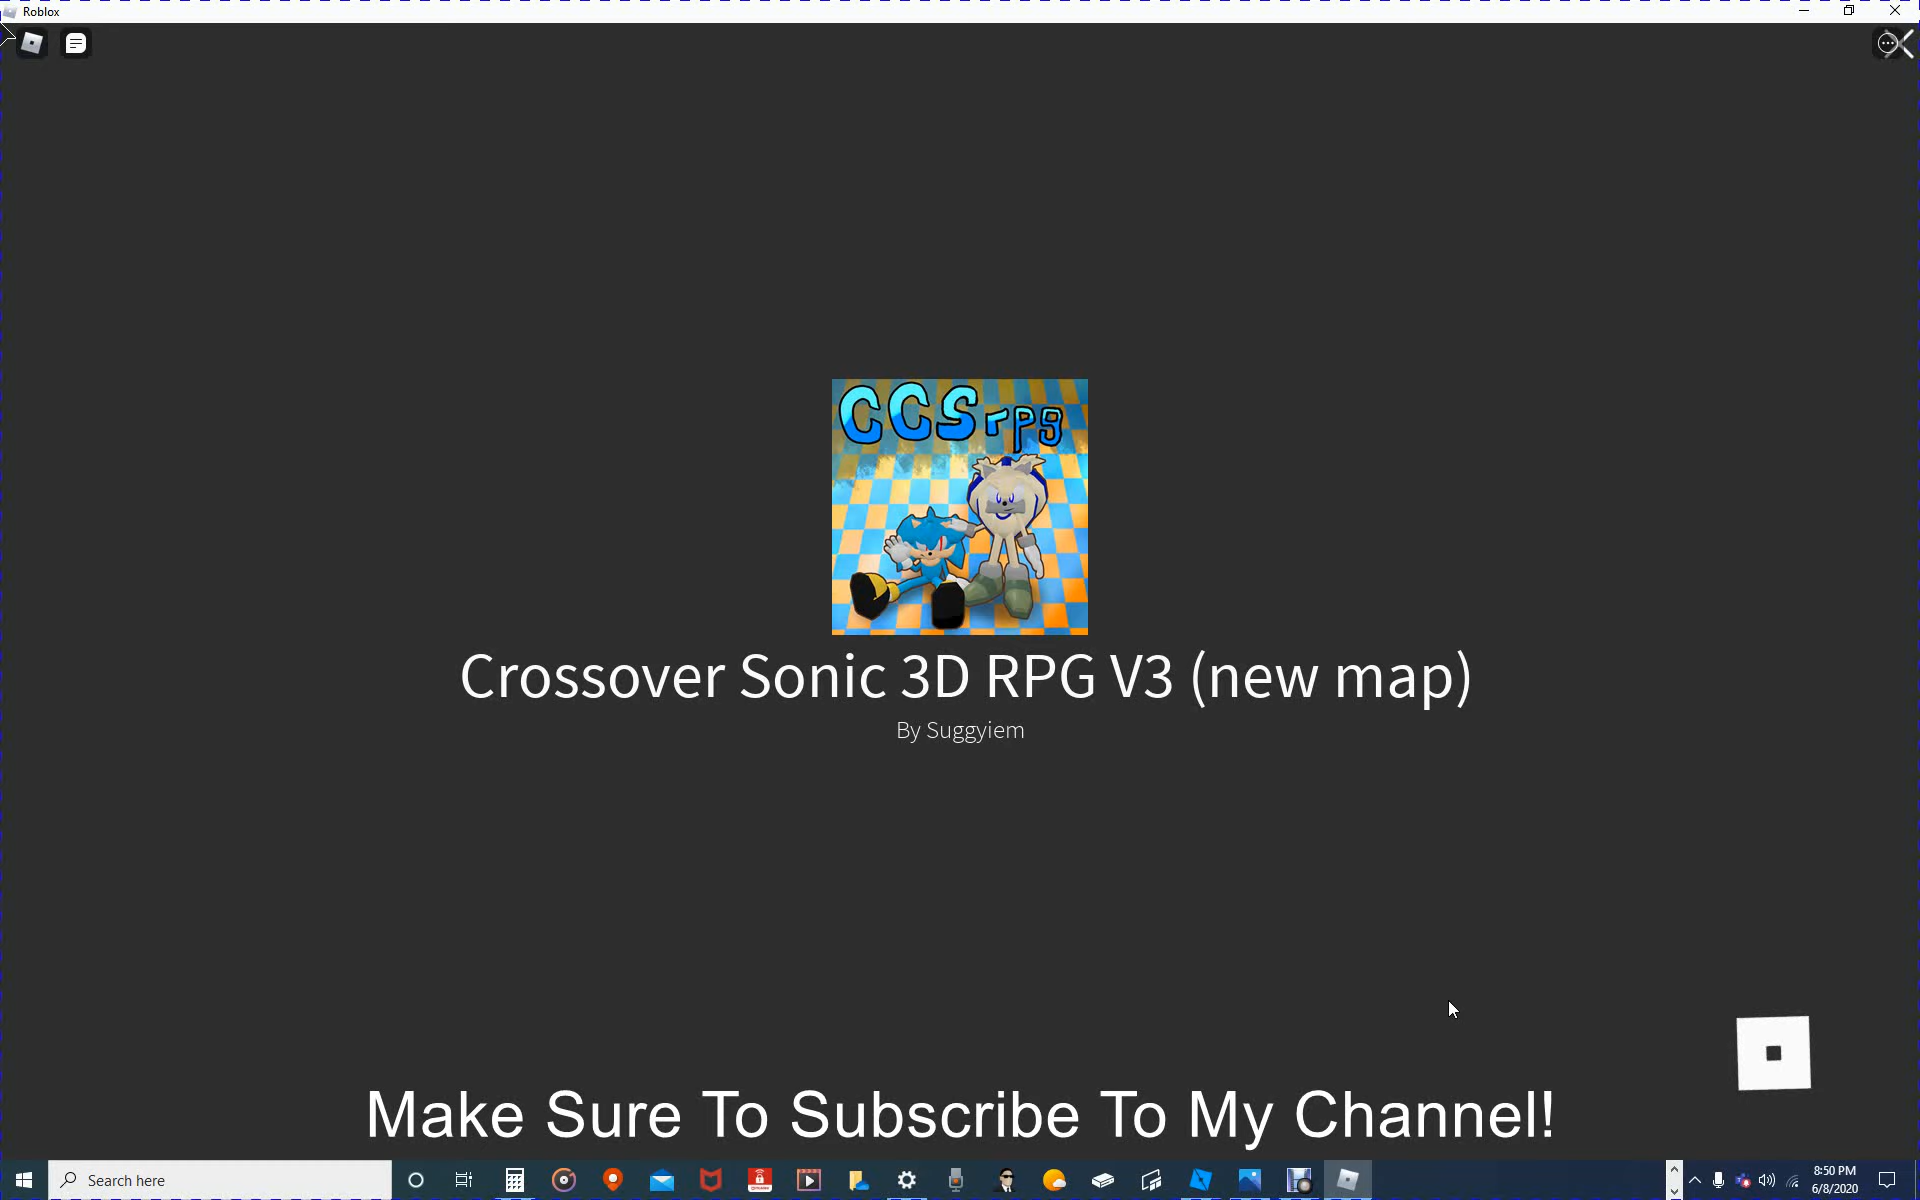 Roblox
CCS rpg
Crossover Sonic 3D RPG V3 (new map)
By Suggyiem
Make Sure To Subscribe To My Channel!
Search here
8:50 PM
6/8/2020